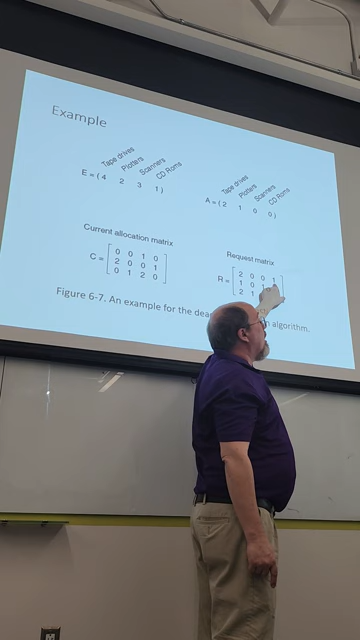 Example
Tape drives
Plotters
Scanners
CD Roms
E = (4 2 3 1)
Tape drives
Plotters
Scanners
CD Roms
A = (2 1 0 0)
Current allocation matrix
C =
0 0 1 0
2 0 0 1
0 1 2 0
Request matrix
R =
2 0 0 1
1 0 1
2 1
Figure 6-7. An example for the algorithm.